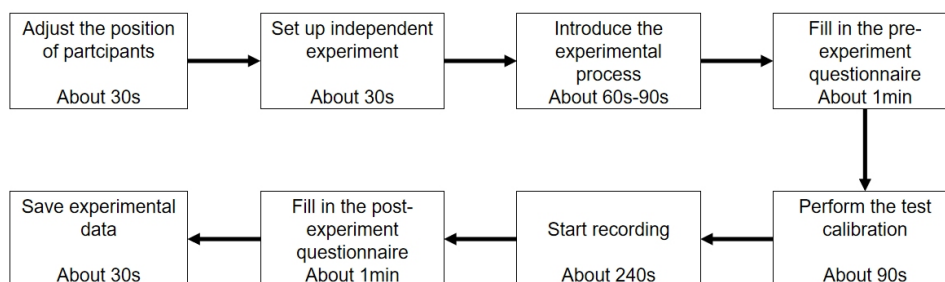 Adjust the position
of partcipants
About 30s
Set up independent
experiment
About 30s
Introduce the
experimental
process
About 60s-90s
Fill in the pre-
experiment
questionnaire
About 1min
Perform the test
calibration
About 90s
Start recording
About 240s
Fill in the post-
experiment
questionnaire
About 1min
Save experimental
data
About 30s